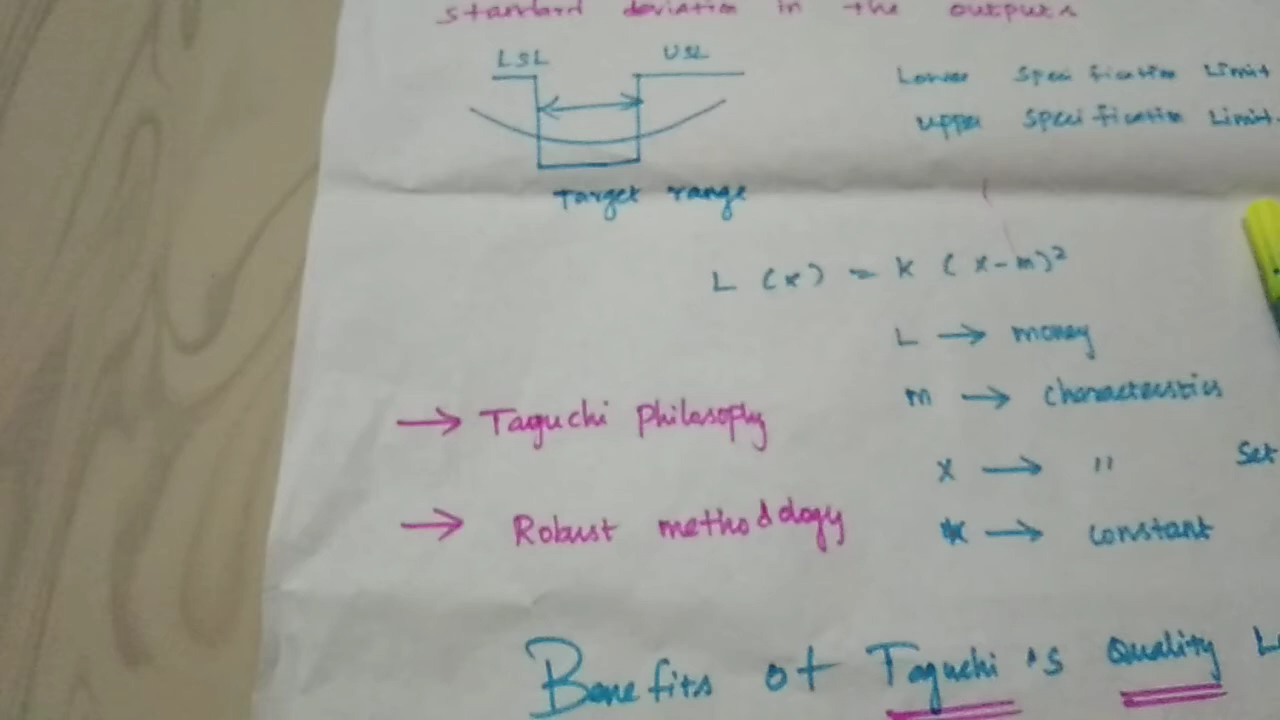 standard deviation in the outputs
LSL USL
Lower Specification Limit
Upper Specification Limit.
Target range
L (x) = K (x-m)²
L → money
m → characteristics
→ Taguchi philosophy
x → " Set
→ Robust methodology
k → constant
Benefits of Taguchi's Quality L